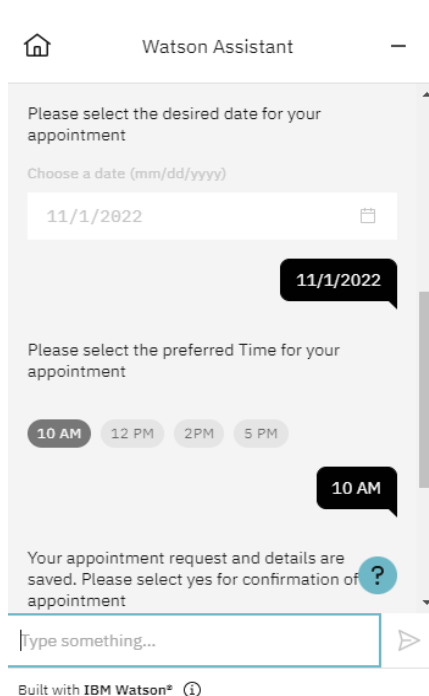 Watson Assistant
Please select the desired date for your
appointment
Choose a date (mm/dd/yyyy)
11/1/2022
11/1/2022
Please select the preferred Time for your
appointment
10 AM 12 PM 2PM 5 PM
10 AM
Your appointment request and details are
saved. Please select yes for confirmation of
appointment
?
Type something...
Built with IBM Watson®